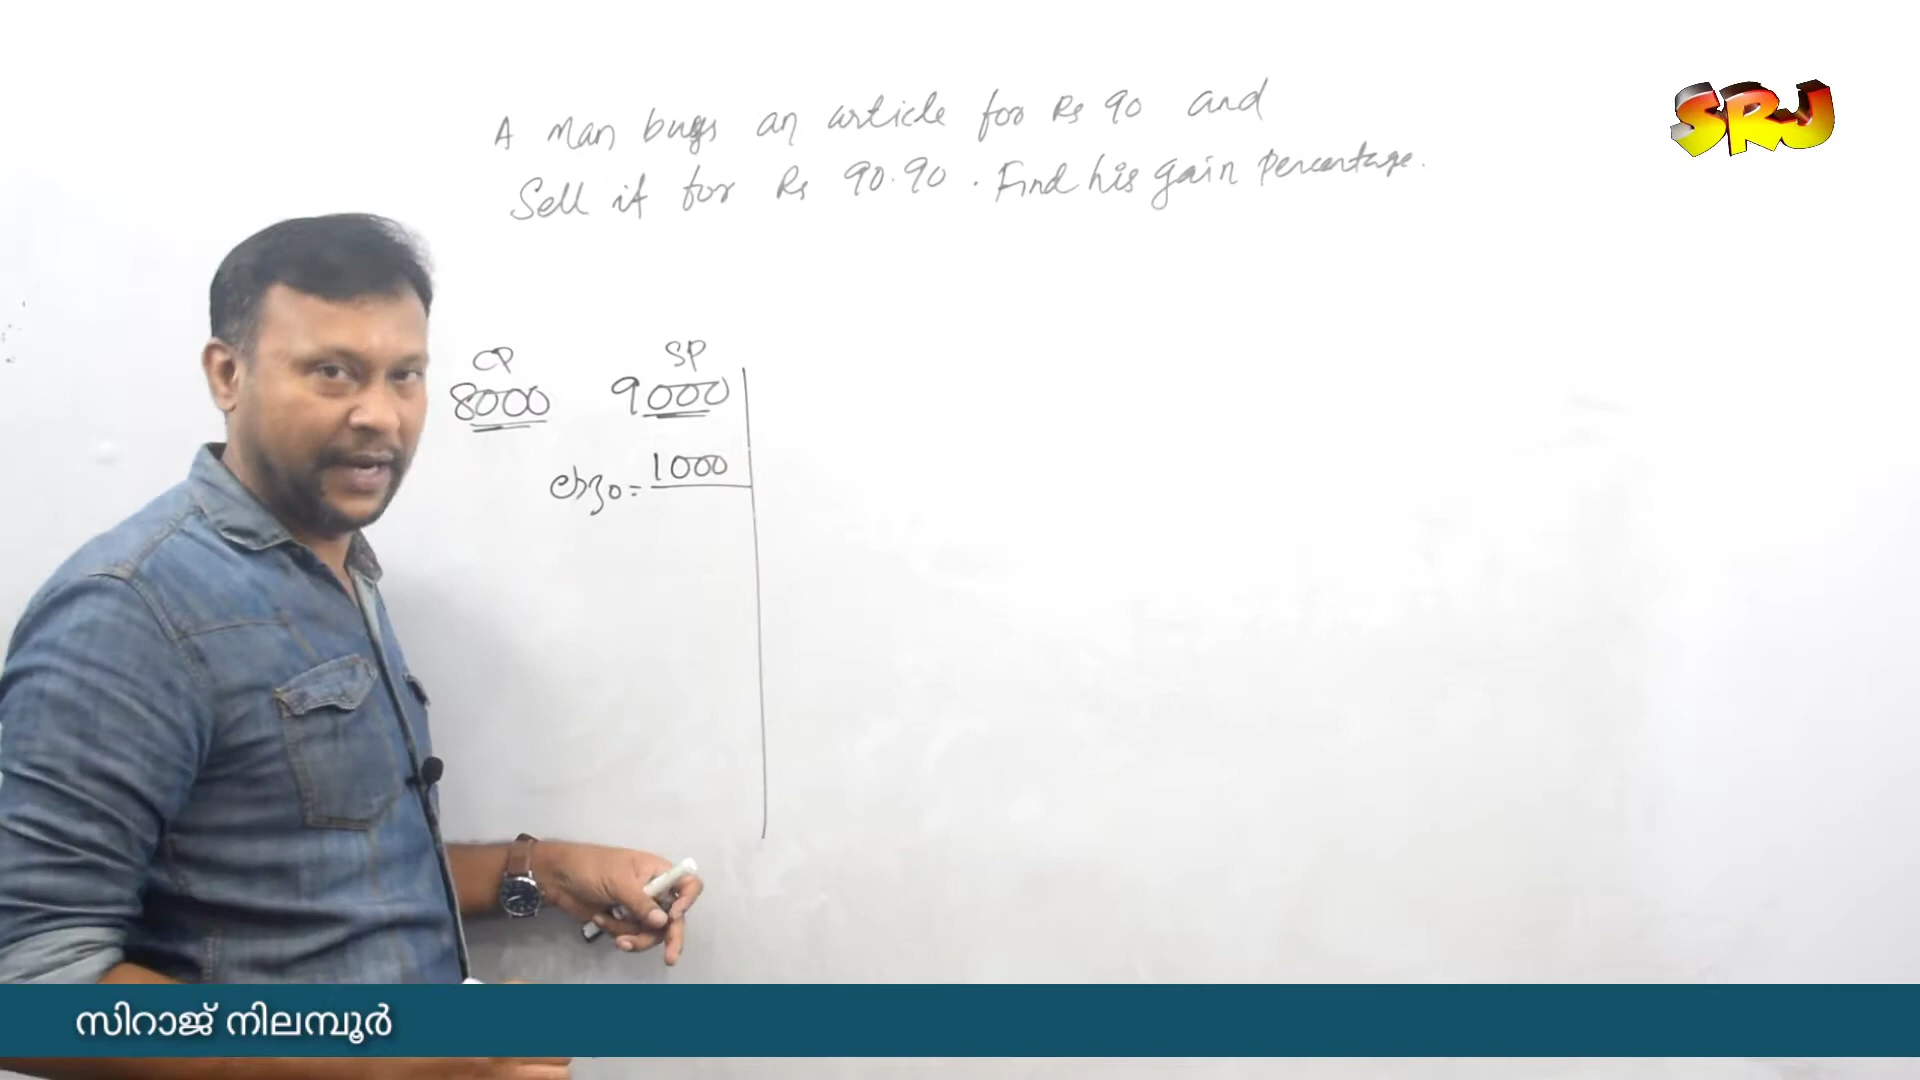 A man buys an article for Rs 90 and
Sell it for Rs 90.90. Find his gain percentage.
SRJ
CP SP
8000 9000
ലാഭം = 1000
സിറാജ് നിലമ്പൂർ